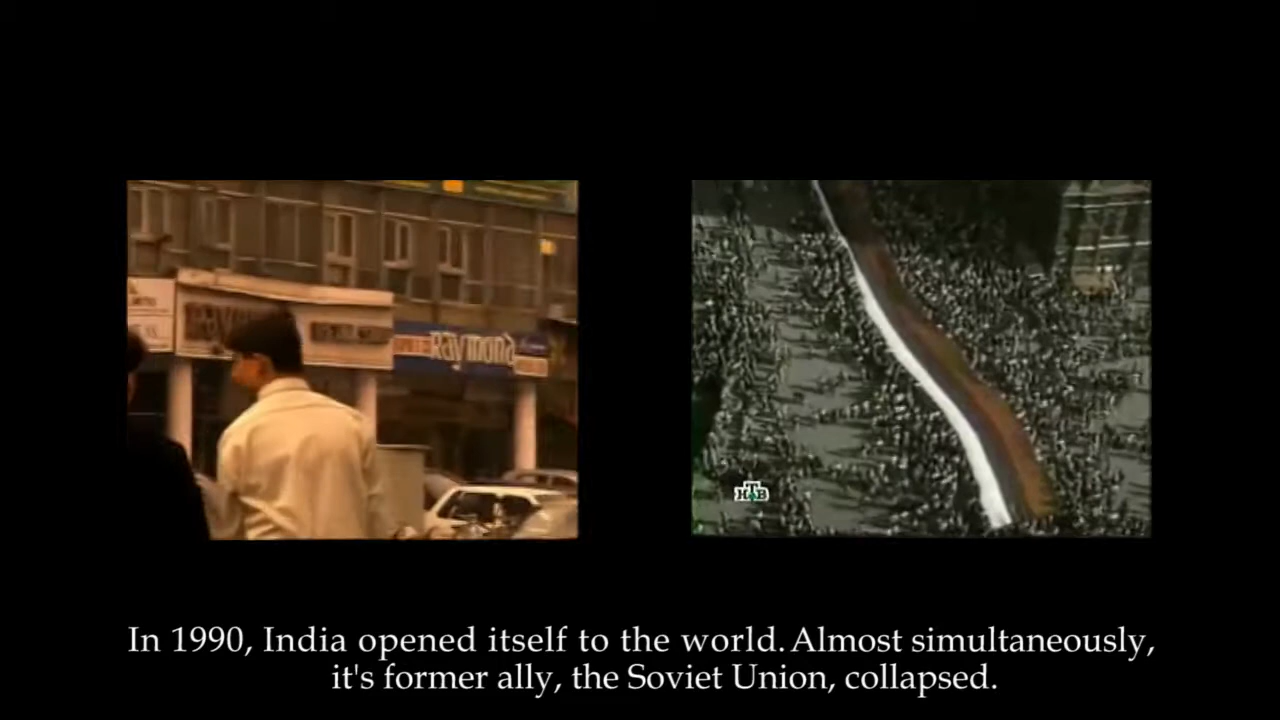 Raymond
НТВ
In 1990, India opened itself to the world. Almost simultaneously,
it's former ally, the Soviet Union, collapsed.